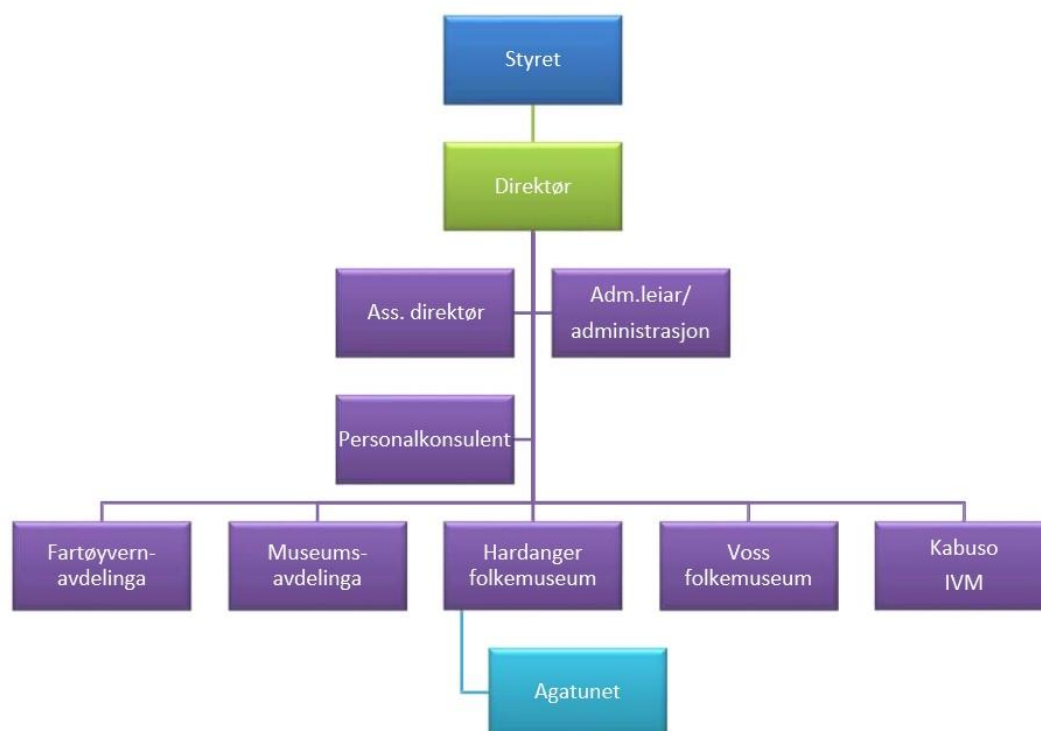 Styret
Direktør
Ass. direktør
Adm.leiar/
administrasjon
Personalkonsulent
Fartøyvern-
avdelinga
Museums-
avdelinga
Hardanger
folkemuseum
Voss
folkemuseum
Kabuso
IVM
Agatunet